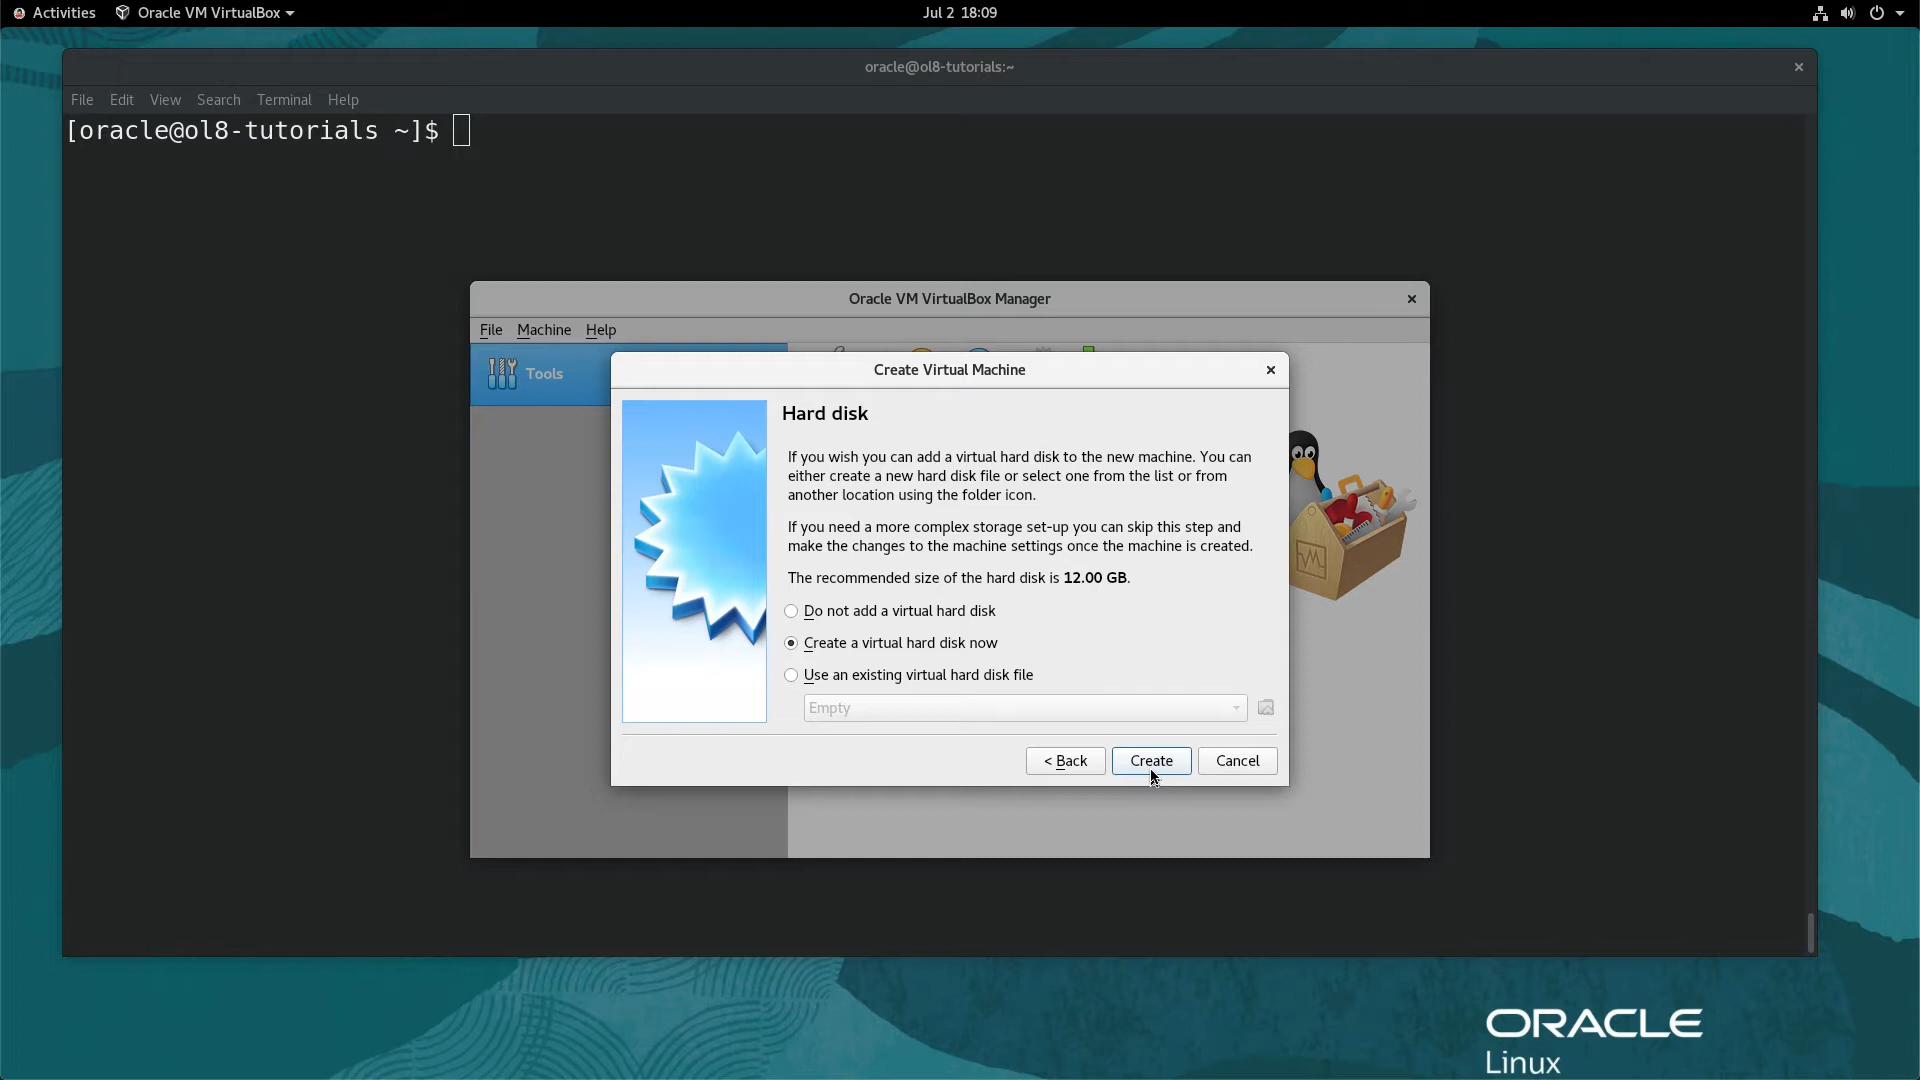 Activities Oracle VM VirtualBox Jul 2 18:09
oracle@ol8-tutorials:~
File Edit View Search Terminal Help
[oracle@ol8-tutorials ~]$
Oracle VM VirtualBox Manager
File Machine Help
Tools
Create Virtual Machine
Hard disk
If you wish you can add a virtual hard disk to the new machine. You can
either create a new hard disk file or select one from the list or from
another location using the folder icon.
If you need a more complex storage set-up you can skip this step and
make the changes to the machine settings once the machine is created.
The recommended size of the hard disk is 12.00 GB.
Do not add a virtual hard disk
Create a virtual hard disk now
Use an existing virtual hard disk file
Empty
< Back Create Cancel
ORACLE
Linux